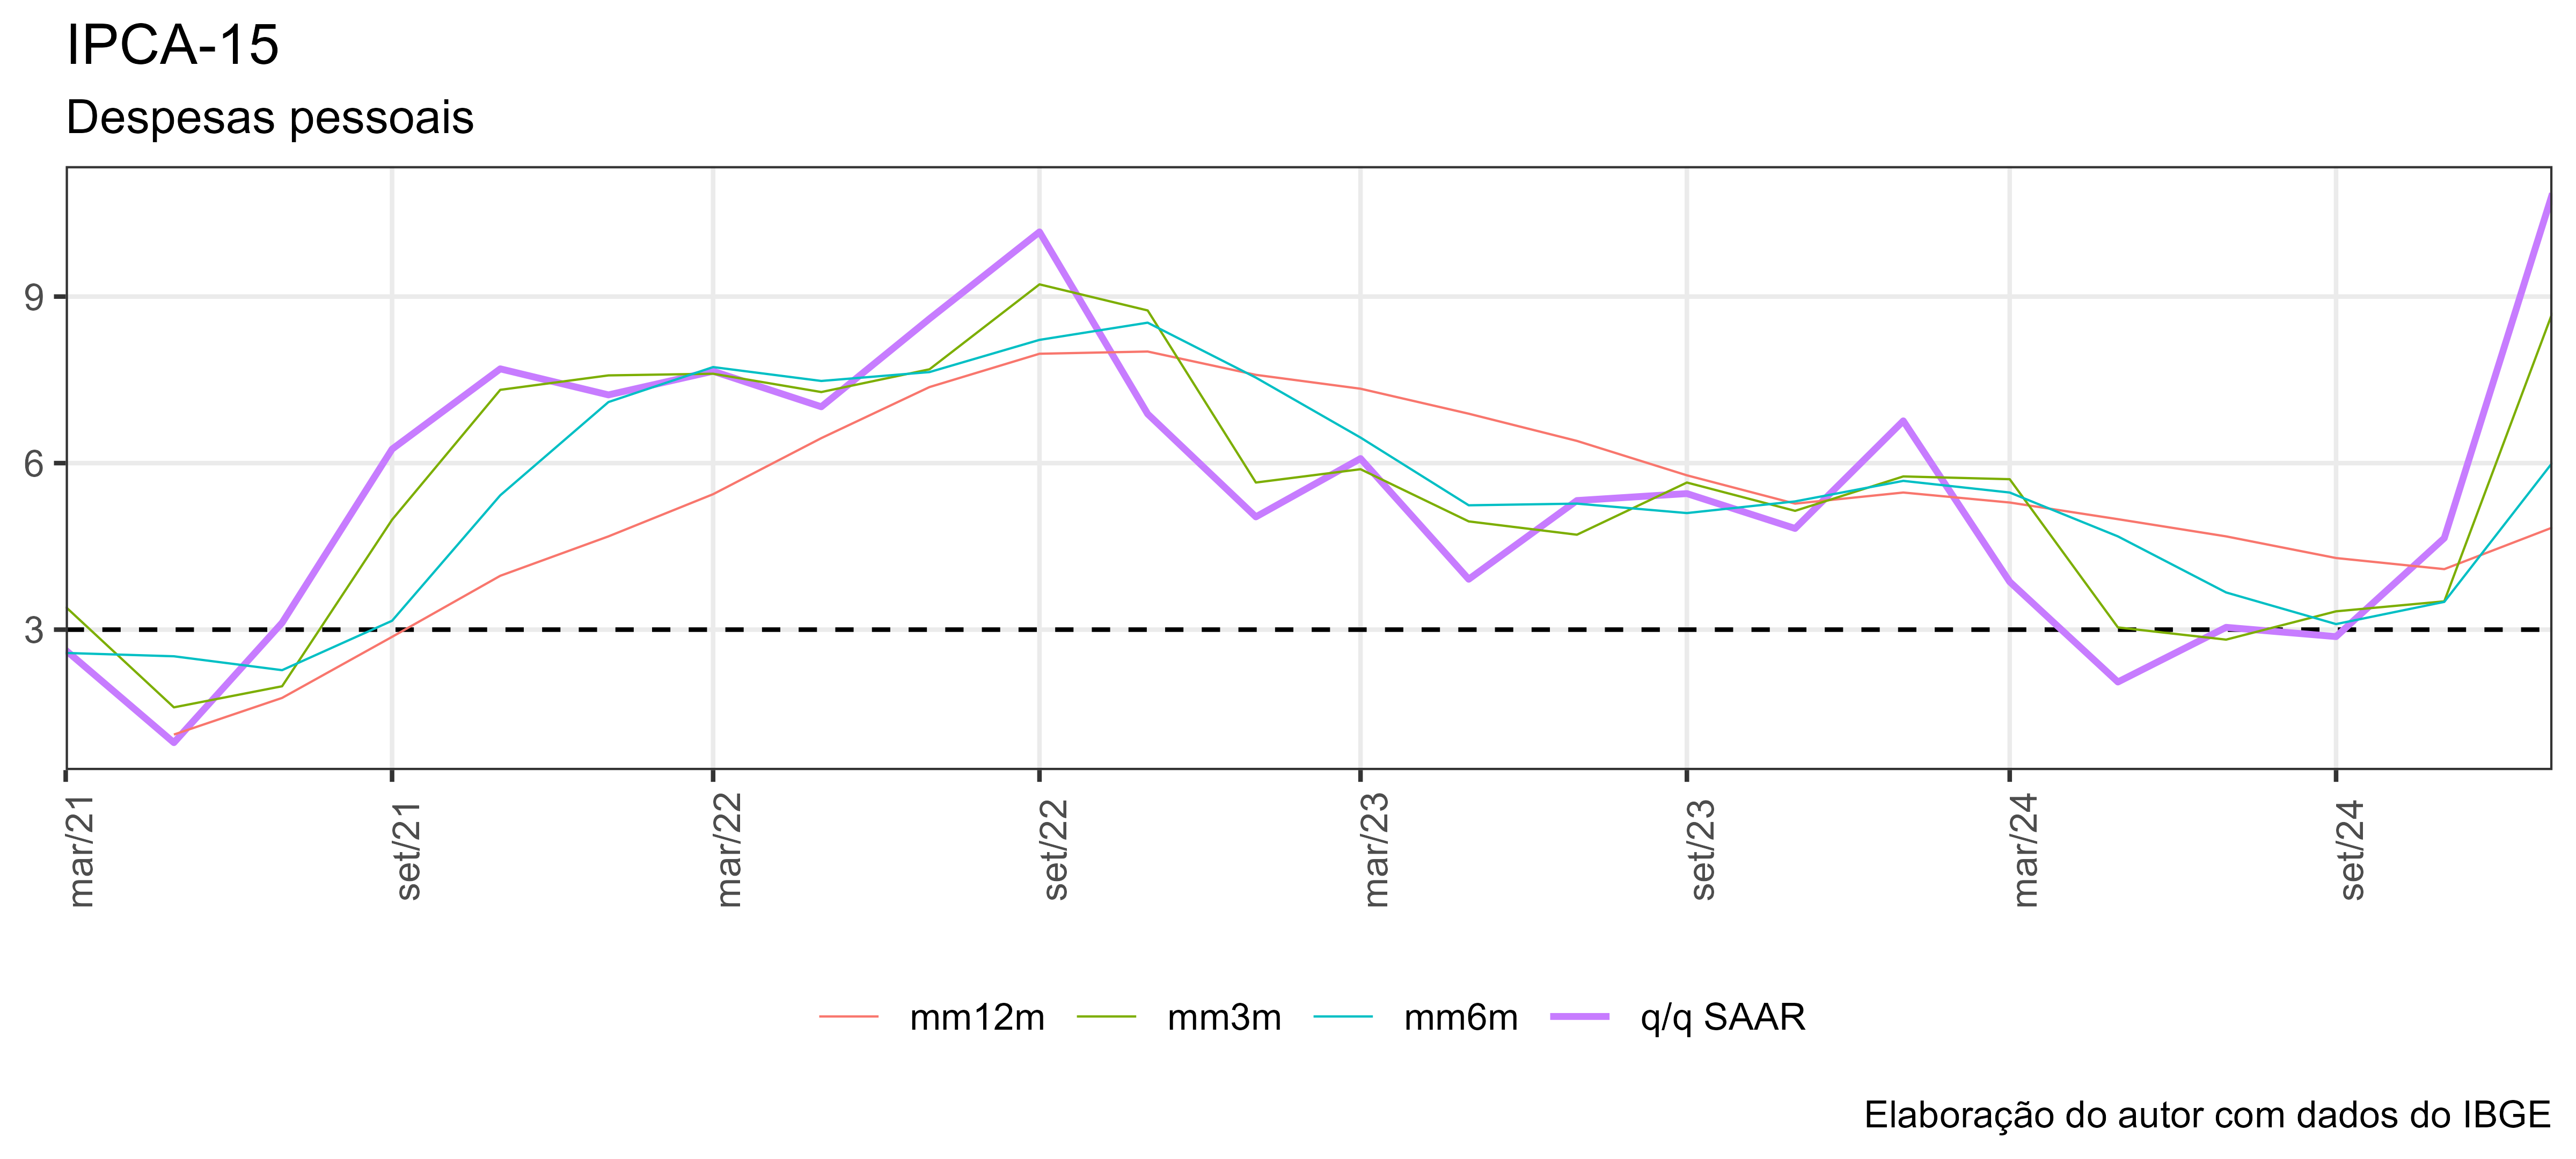 IPCA-15
Despesas pessoais
9
6
3
mar/21
set/21
mar/22
set/22
mar/23
set/23
mar/24
set/24
mm12m mm3m mm6m q/q SAAR
Elaboração do autor com dados do IBGE